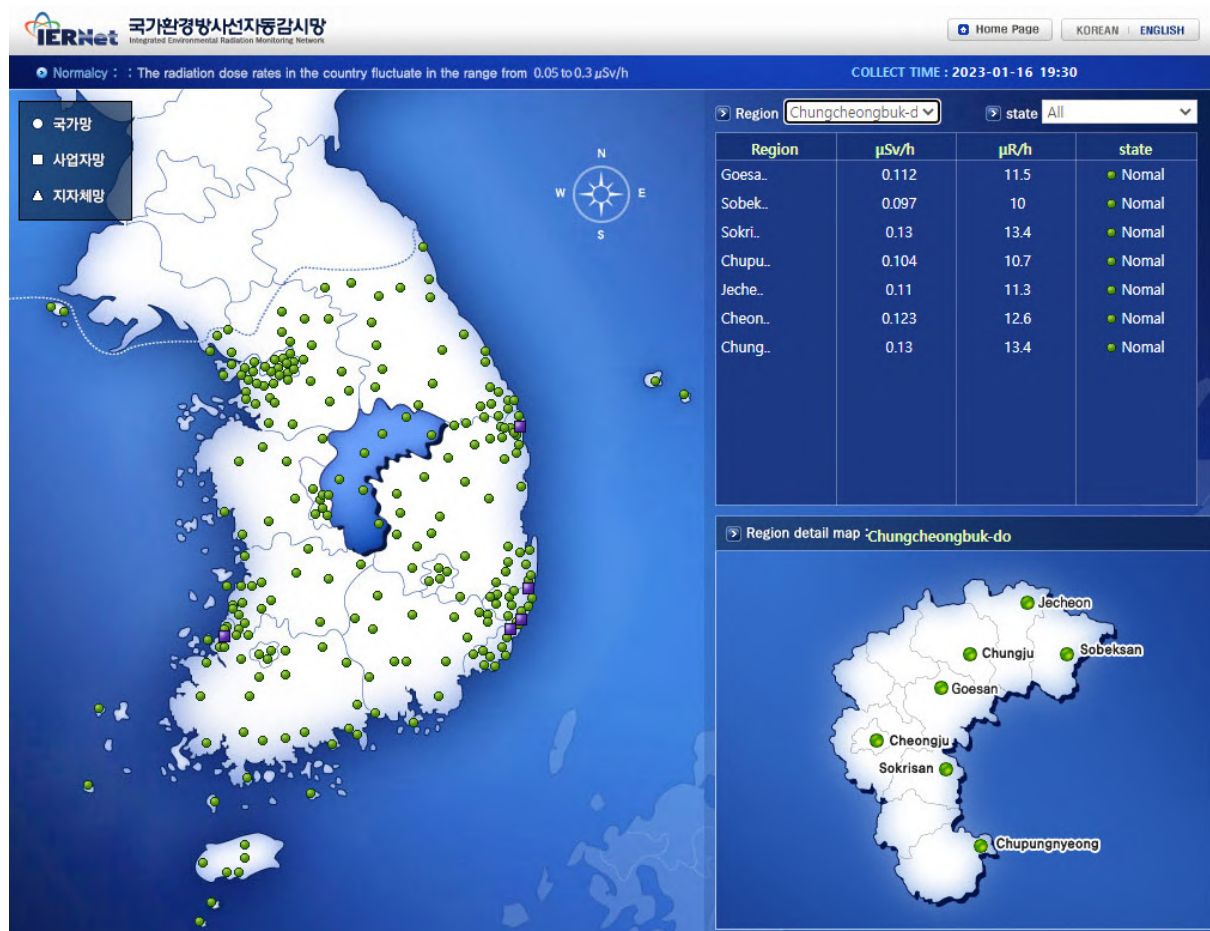 IERNet 국가환경방사선자동감시망
Integrated Environmental Radiation Monitoring Network
Home Page
KOREAN | ENGLISH
Normalcy : : The radiation dose rates in the country fluctuate in the range from 0.05 to 0.3 μSv/h
COLLECT TIME : 2023-01-16 19:30
국가망
사업자망
지자체망
N
W E
S
Region Chungcheongbuk-d state All
Region μSv/h μR/h state
Goesa.. 0.112 11.5 Nomal
Sobek.. 0.097 10 Nomal
Sokri.. 0.13 13.4 Nomal
Chupu.. 0.104 10.7 Nomal
Jeche.. 0.11 11.3 Nomal
Cheon.. 0.123 12.6 Nomal
Chung.. 0.13 13.4 Nomal
Region detail map :Chungcheongbuk-do
Jecheon
Chungju
Sobeksan
Goesan
Cheongju
Sokrisan
Chupungnyeong